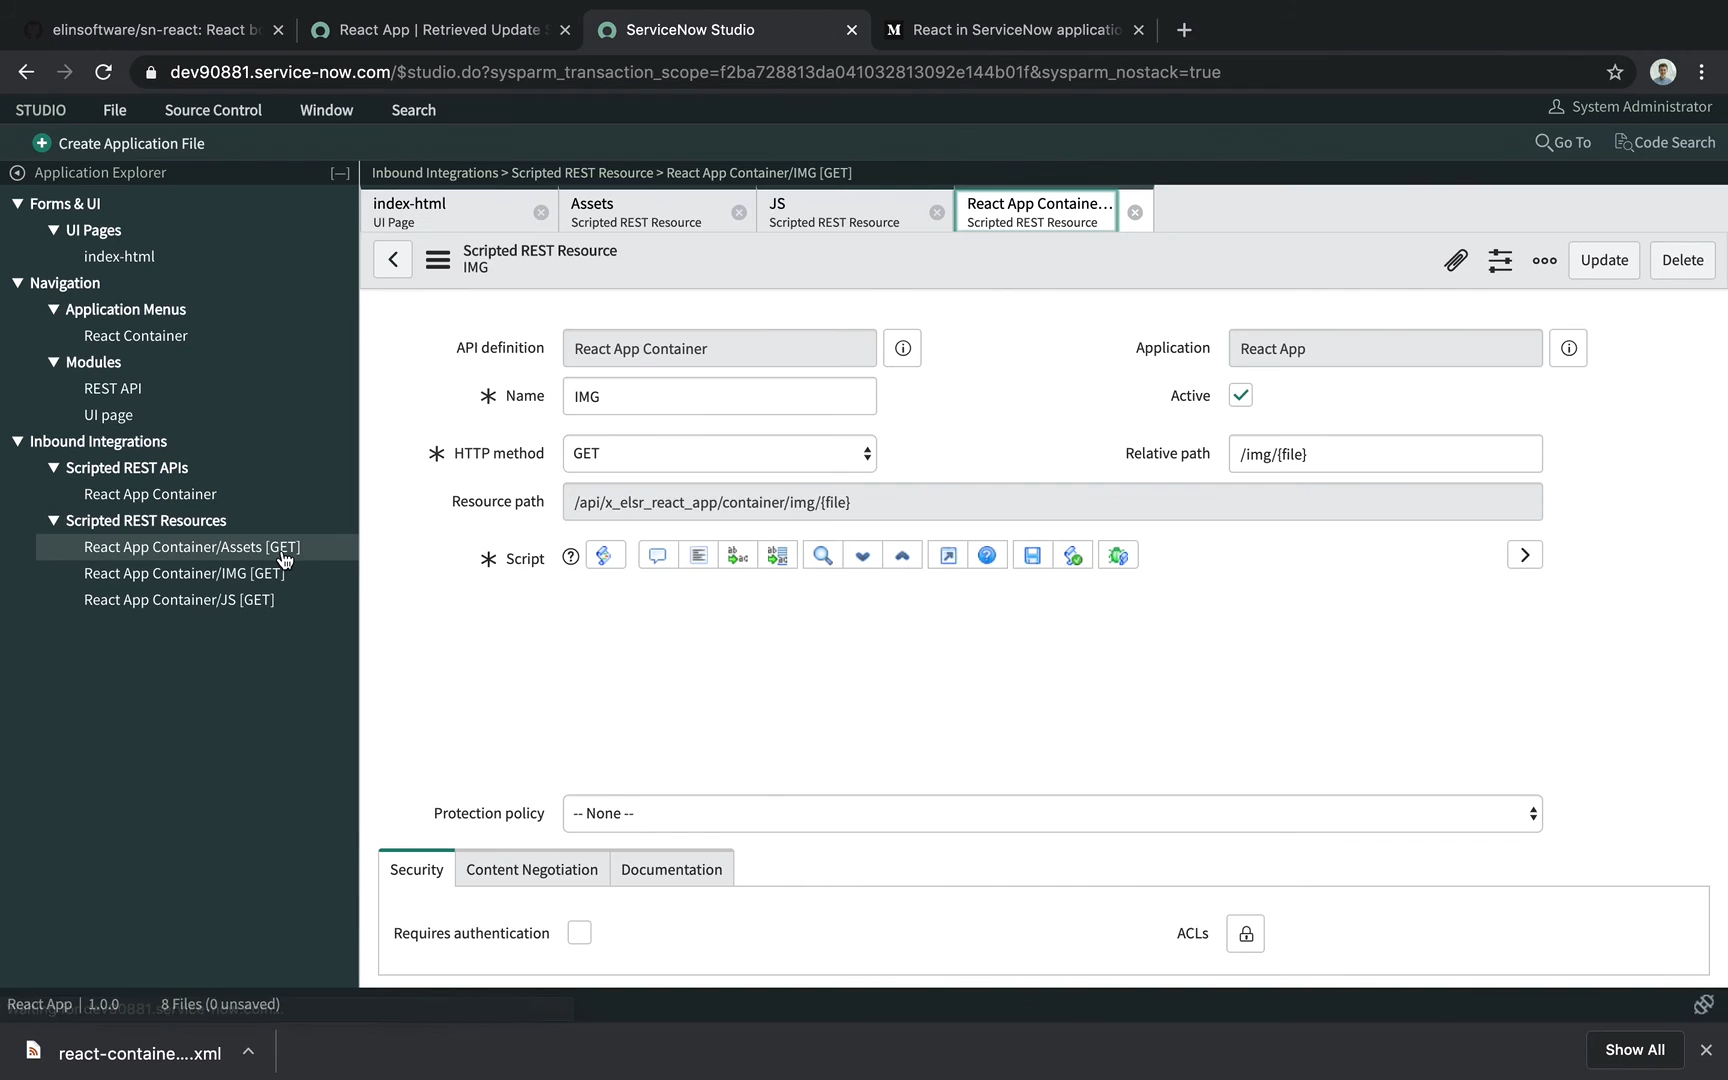 elinsoftware/sn-react: React bo
React App | Retrieved Update S
ServiceNow Studio
M React in ServiceNow applicatio
dev90881.service-now.com/$studio.do?sysparm_transaction_scope=f2ba728813da041032813092e144b01f&sysparm_nostack=true
STUDIO File Source Control Window Search
System Administrator
Create Application File
Go To Code Search
Application Explorer
[—]
Inbound Integrations > Scripted REST Resource > React App Container/IMG [GET]
Forms & UI
UI Pages
index-html
Navigation
Application Menus
React Container
Modules
REST API
UI page
Inbound Integrations
Scripted REST APIs
React App Container
Scripted REST Resources
React App Container/Assets [GET]
React App Container/IMG [GET]
React App Container/JS [GET]
index-html
UI Page
Assets
Scripted REST Resource
JS
Scripted REST Resource
React App Containe...
Scripted REST Resource
Scripted REST Resource
IMG
Update Delete
API definition React App Container
Application React App
Name IMG
Active
HTTP method GET
Relative path /img/{file}
Resource path /api/x_elsr_react_app/container/img/{file}
Script
Protection policy -- None --
Security Content Negotiation Documentation
Requires authentication
ACLs
React App | 1.0.0 8 Files (0 unsaved)
react-containe....xml
Show All